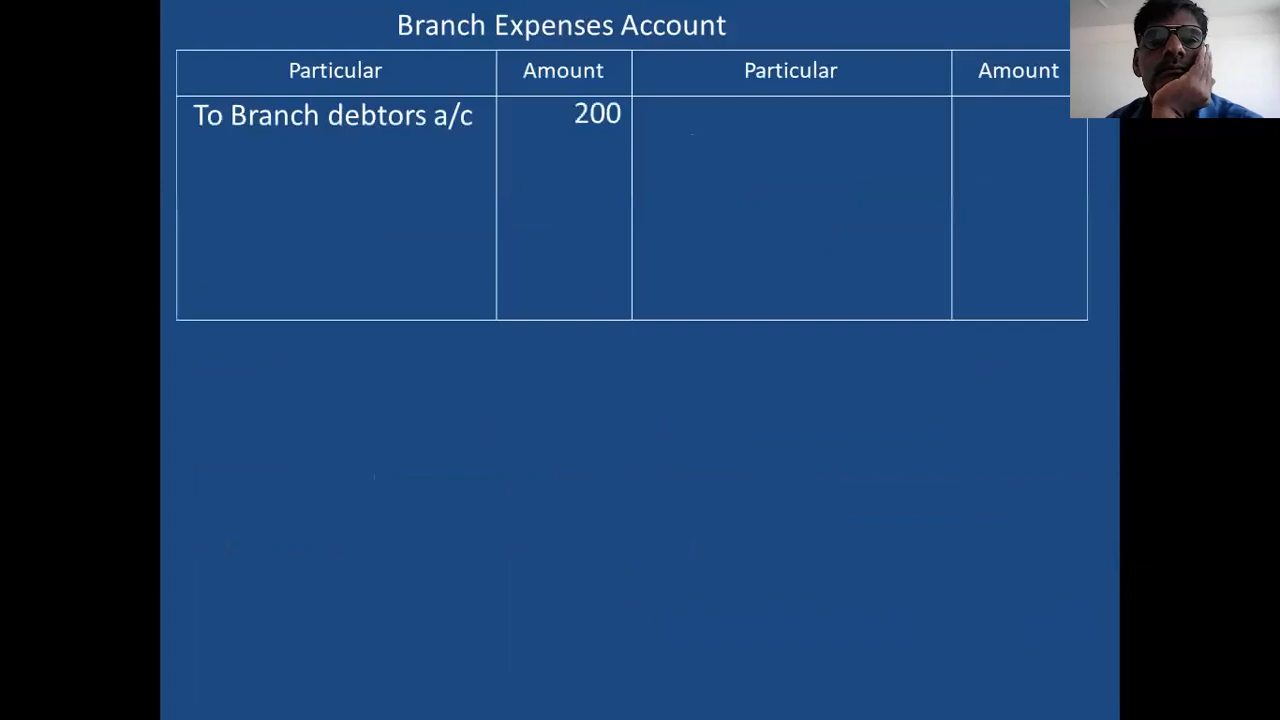 Branch Expenses Account
Particular Amount Particular Amount
To Branch debtors a/c 200